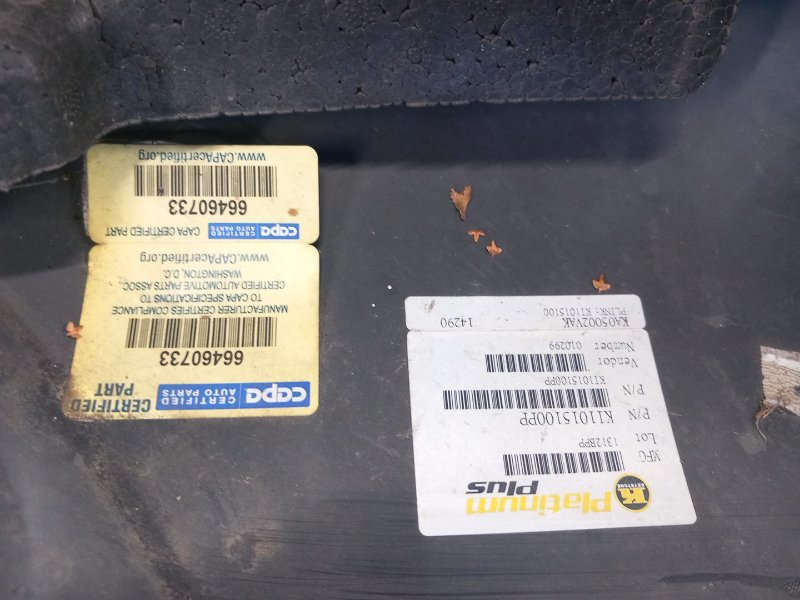 capa
CERTIFIED
AUTO PARTS
CERTIFIED
PART
66460733
MANUFACTURER CERTIFIES COMPLIANCE
TO CAPA SPECIFICATIONS TO
CERTIFIED AUTOMOTIVE PARTS ASSOC.
WASHINGTON, D.C.
www.CAPAcertified.org
capa
CERTIFIED
AUTO PARTS
CAPA CERTIFIED PART
66460733
www.CAPAcertified.org
K
KEYSTONE
Platinum
Plus
MFC
Lot 1312BPP
P/N KI1015100PP
P/N
KI1015100PP
Vendor
Number 010299
KA05002VAK 14290
PLINK: KI1015100